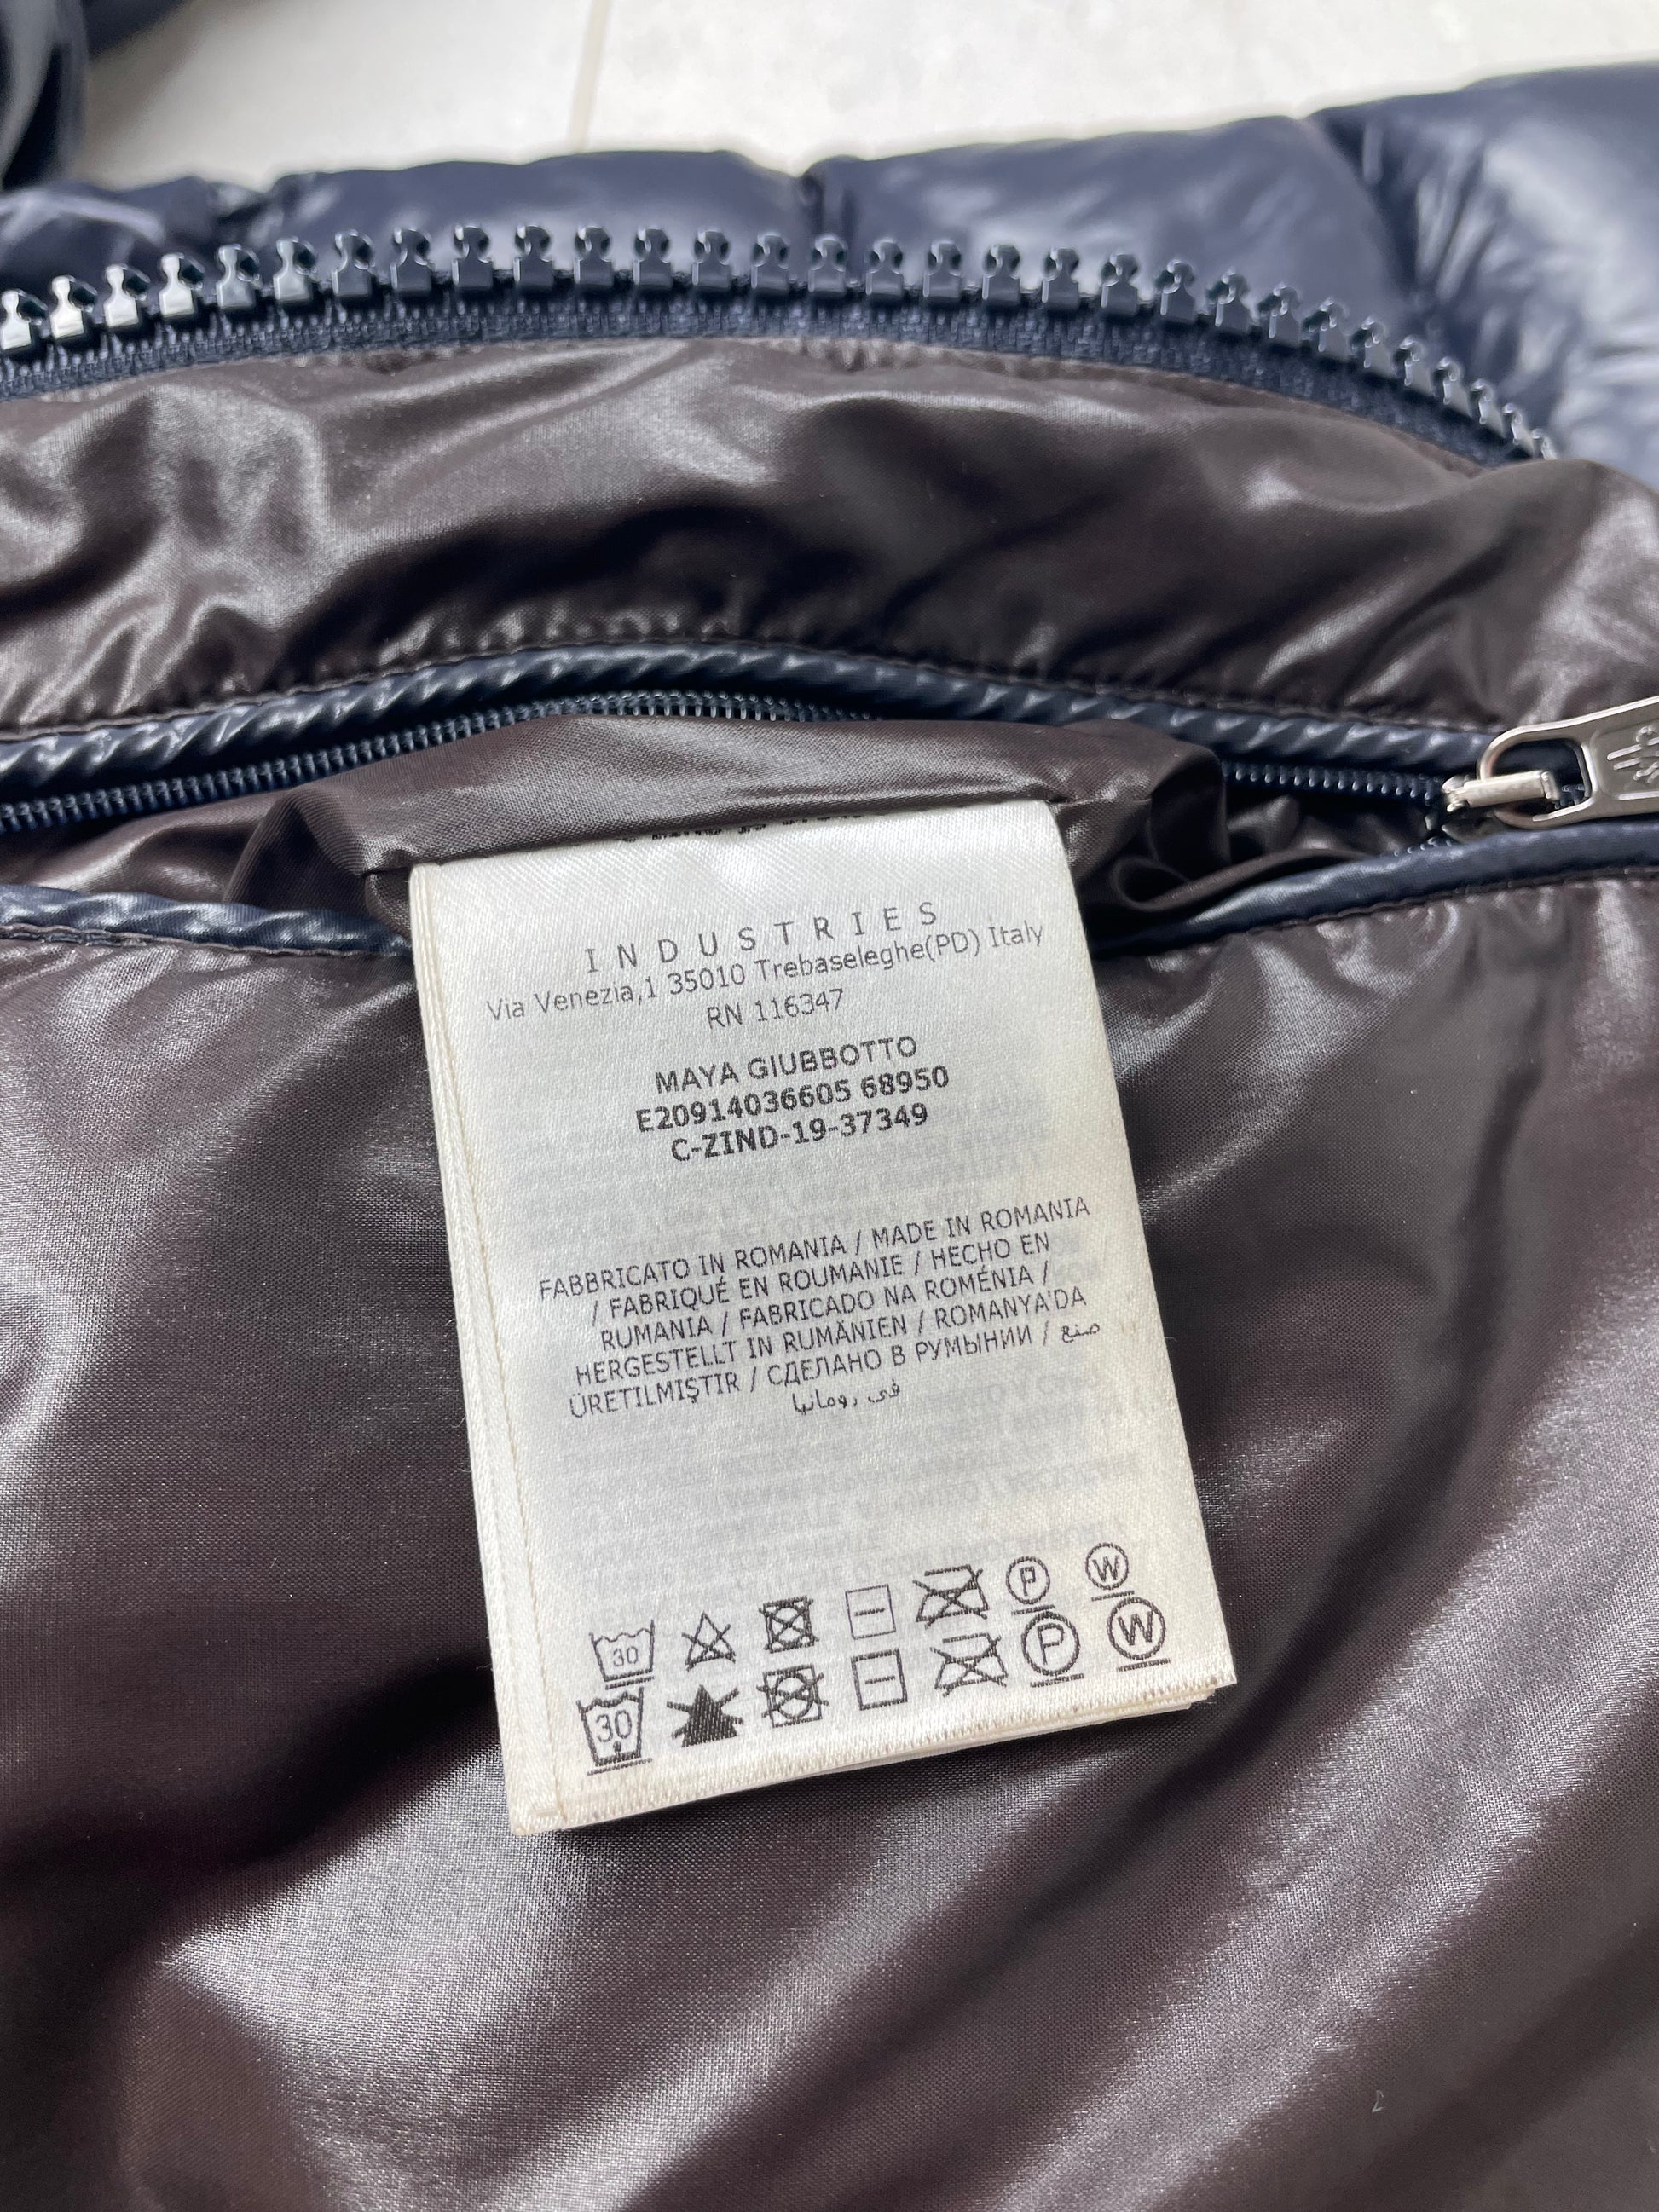 INDUSTRIES
Via Venezia,1 35010 Trebaseleghe(PD) Italy
RN 116347
MAYA GIUBBOTTO
E20914036605 68950
C-ZIND-19-37349
FABBRICATO IN ROMANIA / MADE IN ROMANIA
/ FABRIQUÉ EN ROUMANIE / HECHO EN
RUMANIA / FABRICADO NA ROMÉNIA /
HERGESTELLT IN RUMÄNIEN / ROMANYA'DA
ÜRETILMIŞTIR / СДЕЛАНО В РУМЫНИИ / صنع
في رومانيا
30 P W
30 P W